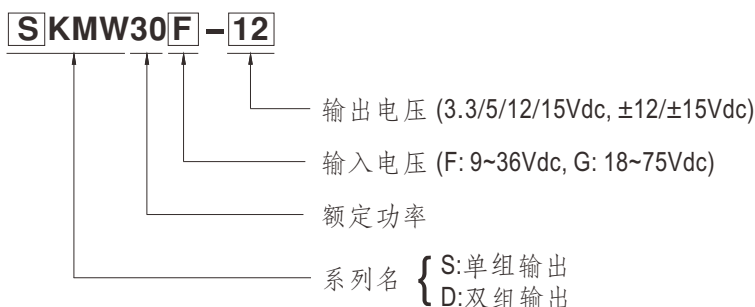 SKMW30F-12
输出电压 (3.3/5/12/15Vdc, ±12/±15Vdc)
输入电压 (F: 9~36Vdc, G: 18~75Vdc)
额定功率
系列名 { S:单组输出
D:双组输出